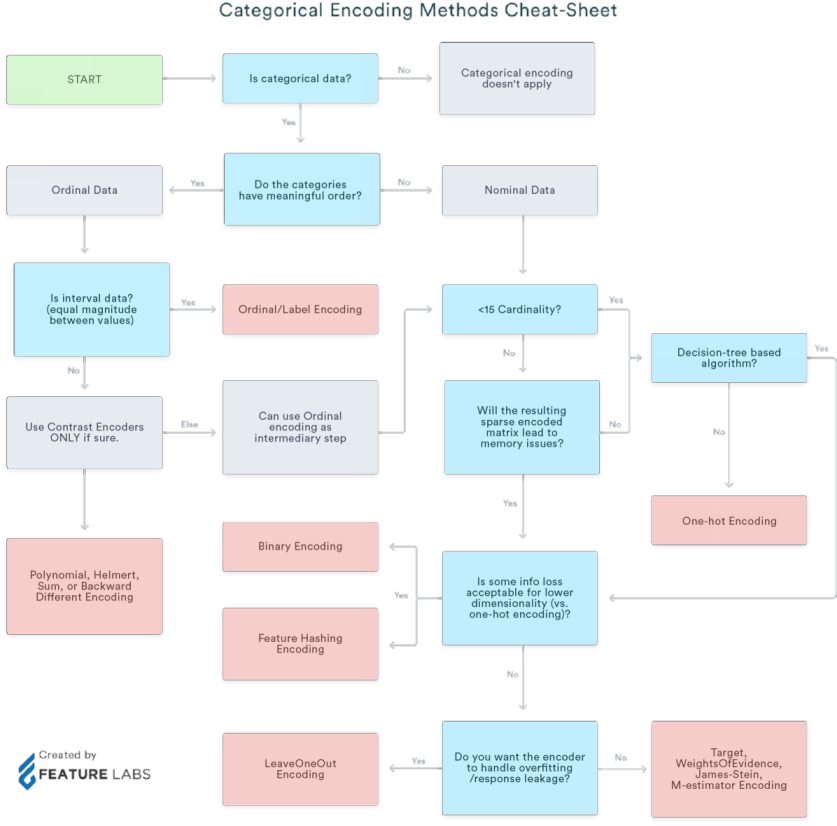 Categorical Encoding Methods Cheat-Sheet
START
Is categorical data?
No
Categorical encoding
doesn't apply
Yes
Ordinal Data
Yes
Do the categories
have meaningful order?
No
Nominal Data
Is interval data?
(equal magnitude
between values)
Yes
Ordinal/Label Encoding
<15 Cardinality?
Yes
No
Decision-tree based
algorithm?
Yes
No
Use Contrast Encoders
ONLY if sure.
Else
Can use Ordinal
encoding as
intermediary step
Will the resulting
sparse encoded
matrix lead to
memory issues?
No
No
Yes
One-hot Encoding
Polynomial, Helmert,
Sum, or Backward
Different Encoding
Binary Encoding
Yes
Feature Hashing
Encoding
Is some info loss
acceptable for lower
dimensionality (vs.
one-hot encoding)?
No
LeaveOneOut
Encoding
Yes
Do you want the encoder
to handle overfitting
/response leakage?
No
Target,
WeightsOfEvidence,
James-Stein,
M-estimator Encoding
Created by
FEATURE LABS